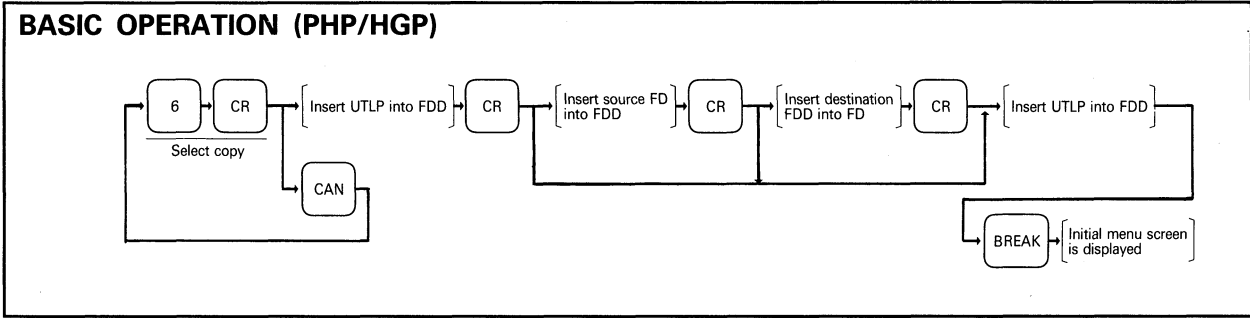 BASIC OPERATION (PHP/HGP)
6
CR
Select copy
Insert UTLP into FDD
CR
Insert source FD
into FDD
CR
Insert destination
FDD into FD
CR
Insert UTLP into FDD
CAN
BREAK
Initial menu screen
is displayed